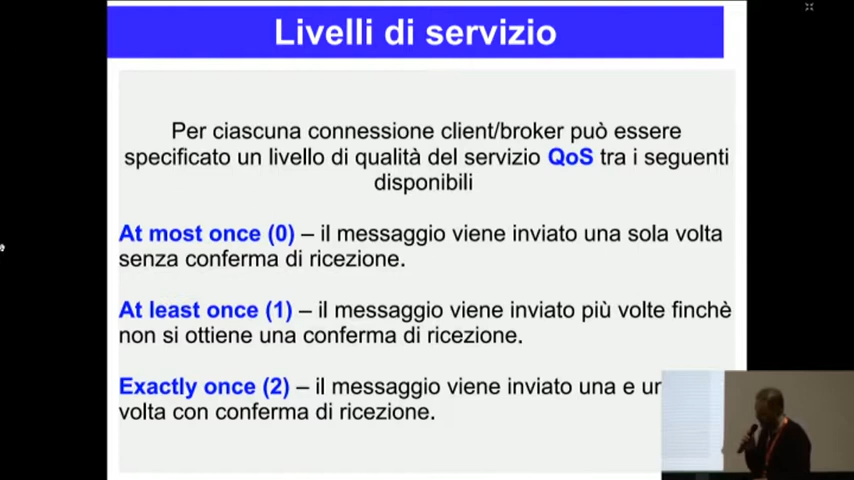 Livelli di servizio
Per ciascuna connessione client/broker può essere
specificato un livello di qualità del servizio QoS tra i seguenti
disponibili
At most once (0) – il messaggio viene inviato una sola volta
senza conferma di ricezione.
At least once (1) – il messaggio viene inviato più volte finchè
non si ottiene una conferma di ricezione.
Exactly once (2) – il messaggio viene inviato una e
volta con conferma di ricezione.